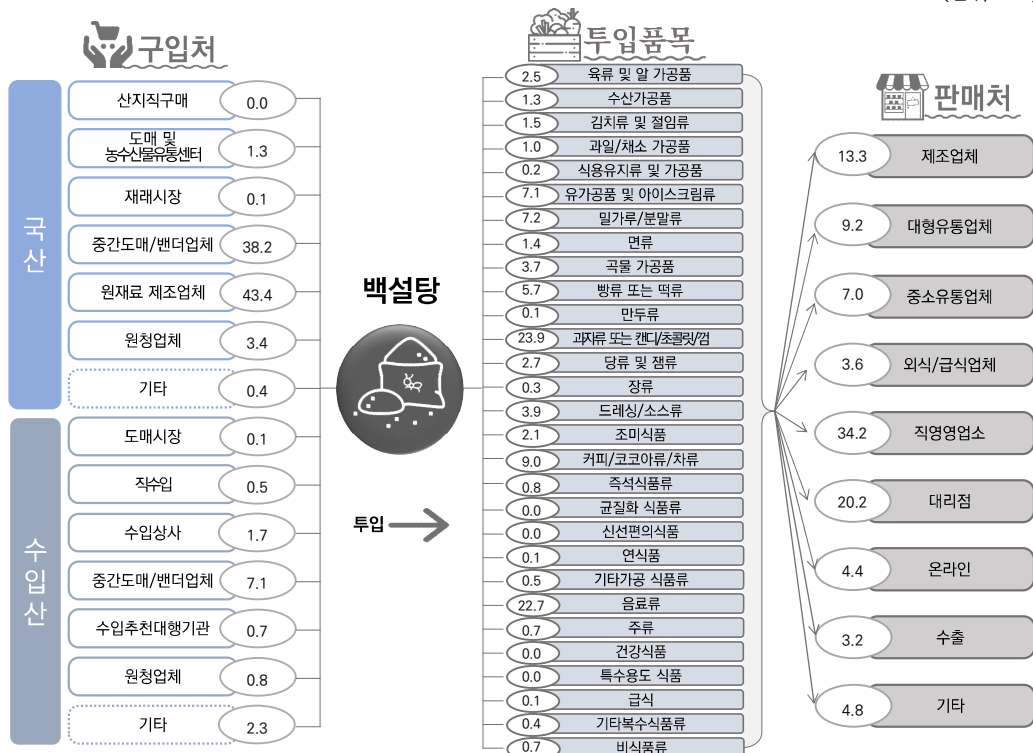 구입처
국산
산지직구매 0.0
도매 및
농수산물유통센터 1.3
재래시장 0.1
중간도매/밴더업체 38.2
원재료 제조업체 43.4
원청업체 3.4
기타 0.4
수입산
도매시장 0.1
직수입 0.5
수입상사 1.7
중간도매/밴더업체 7.1
수입추천대행기관 0.7
원청업체 0.8
기타 2.3
백설탕
투입
투입품목
2.5 육류 및 알 가공품
1.3 수산가공품
1.5 김치류 및 절임류
1.0 과일/채소 가공품
0.2 식용유지류 및 가공품
7.1 유가공품 및 아이스크림류
7.2 밀가루/분말류
1.4 면류
3.7 곡물 가공품
5.7 빵류 또는 떡류
0.1 만두류
23.9 과자류 또는 캔디/초콜릿/껌
2.7 당류 및 잼류
0.3 장류
3.9 드레싱/소스류
2.1 조미식품
9.0 커피/코코아류/차류
0.8 즉석식품류
0.0 균질화 식품류
0.0 신선편의식품
0.1 연식품
0.5 기타가공 식품류
22.7 음료류
0.7 주류
0.0 건강식품
0.0 특수용도 식품
0.1 급식
0.4 기타복수식품류
0.7 비식품류
판매처
13.3 제조업체
9.2 대형유통업체
7.0 중소유통업체
3.6 외식/급식업체
34.2 직영영업소
20.2 대리점
4.4 온라인
3.2 수출
4.8 기타